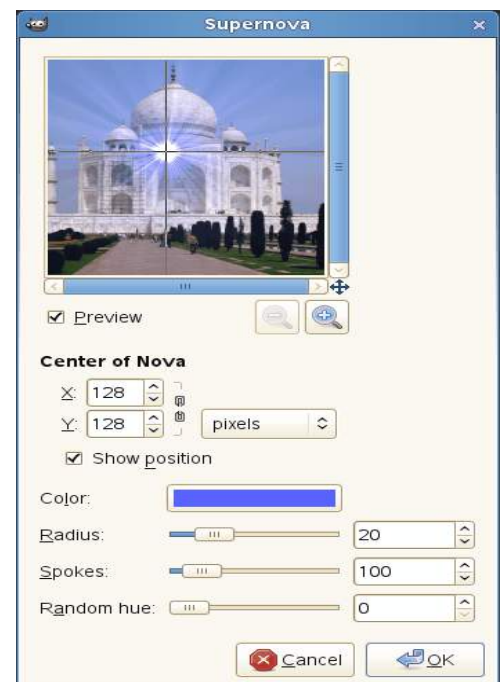 Supernova
Preview
Center of Nova
X: 128
Y: 128 pixels
Show position
Color:
Radius: 20
Spokes: 100
Random hue: 0
Cancel OK